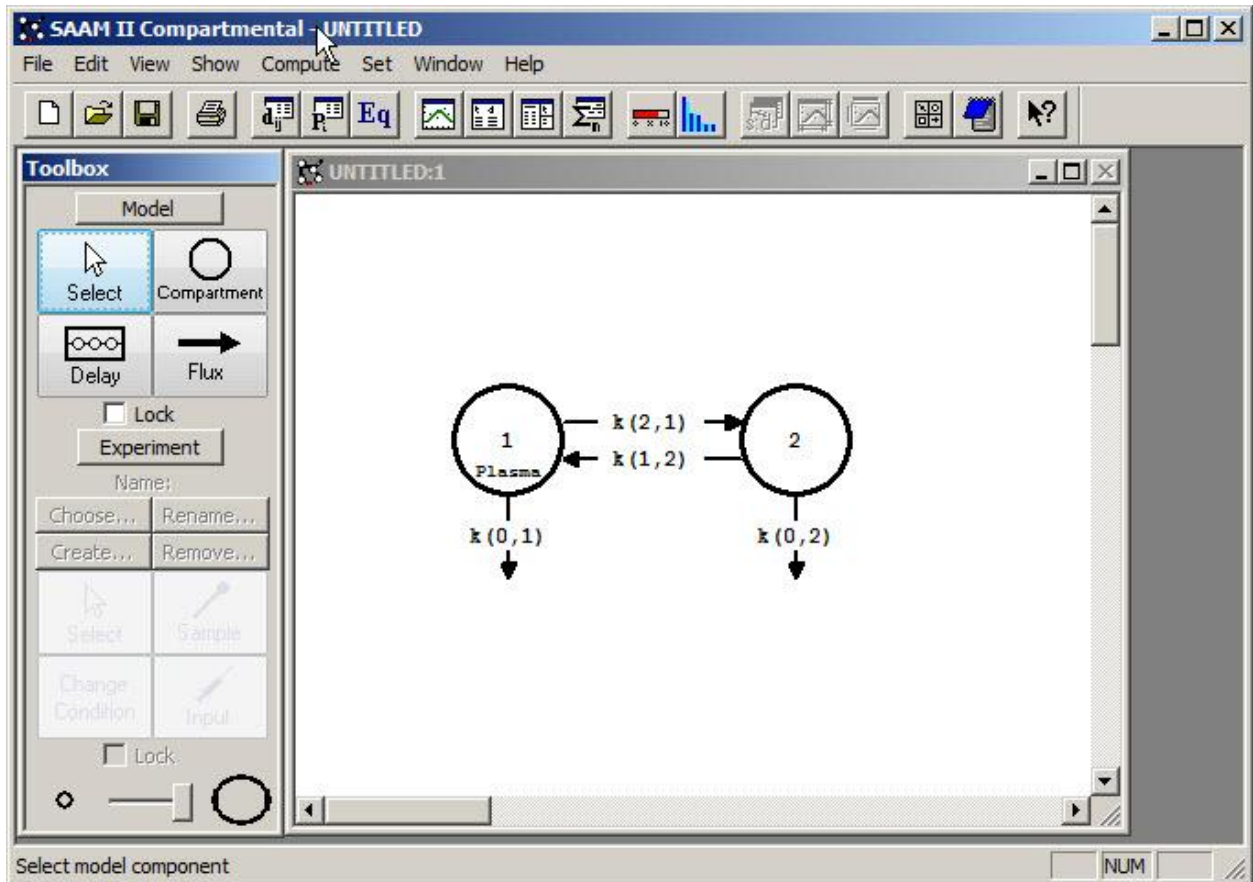 SAAM II Compartmental - UNTITLED
File Edit View Show Compute Set Window Help
Eq
Toolbox
Model
Select Compartment
Delay Flux
Lock
Experiment
Name:
Choose... Rename...
Create... Remove...
Select Sample
Change Condition Input
Lock
UNTITLED:1
1
Plasma
k(2,1)
k(1,2)
2
k(0,1)
k(0,2)
Select model component
NUM